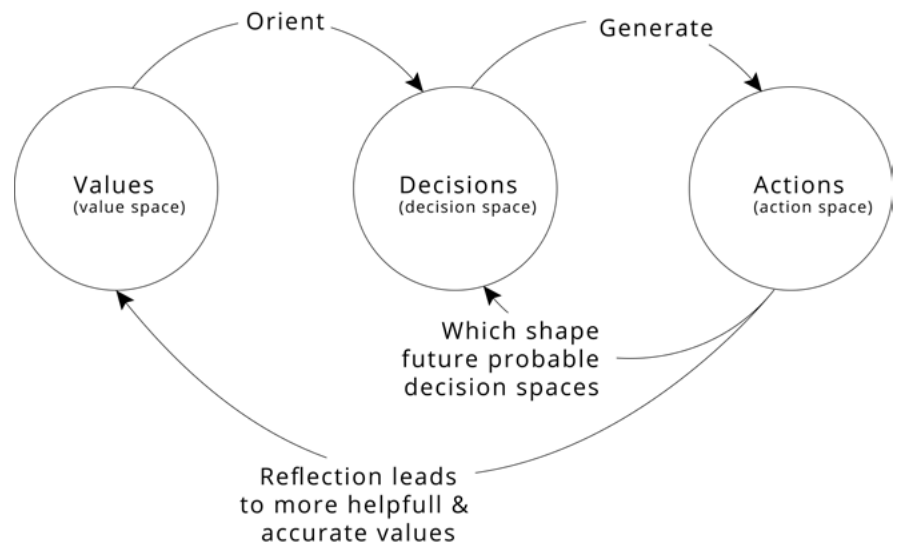 Orient
Generate
Values
(value space)
Decisions
(decision space)
Actions
(action space)
Which shape
future probable
decision spaces
Reflection leads
to more helpfull &
accurate values